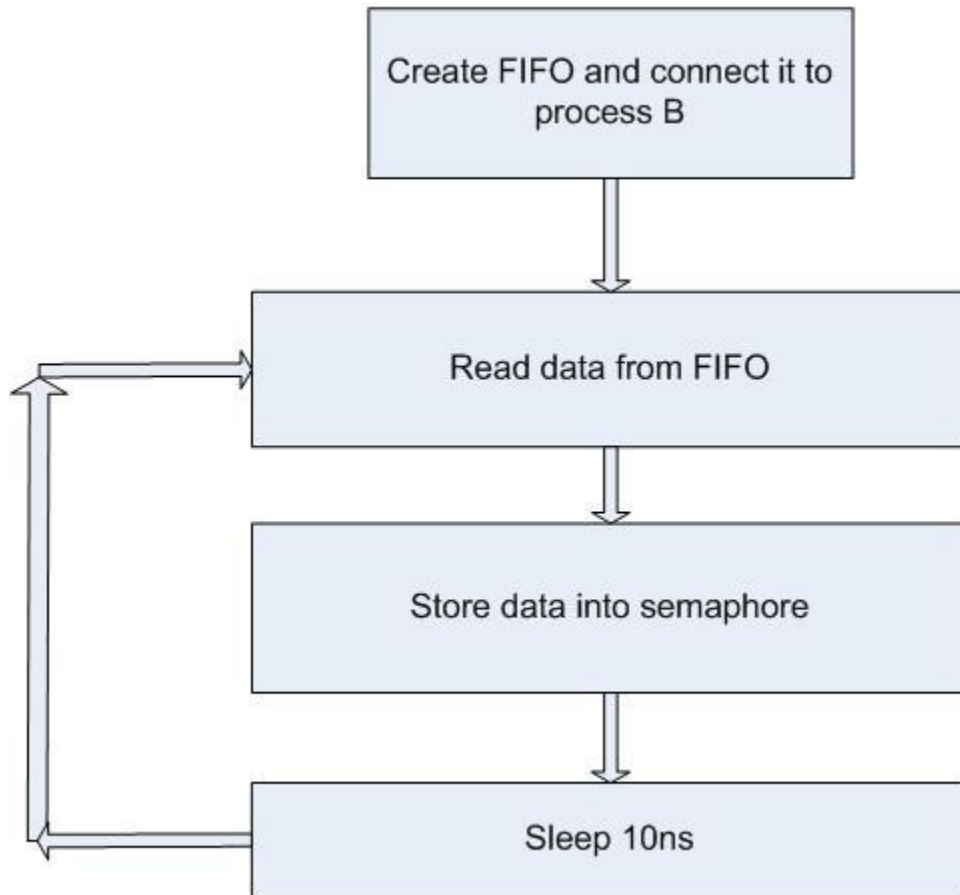 Create FIFO and connect it to
process B
Read data from FIFO
Store data into semaphore
Sleep 10ns